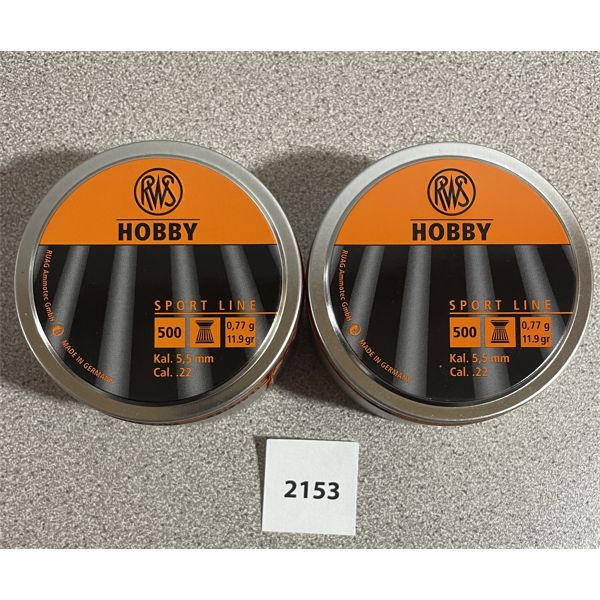 RWS
HOBBY
SPORT LINE
500
0,77 g
11.9 gr
Kal. 5,5 mm
Cal. .22
RUAG Ammotec GmbH
MADE IN GERMANY
RWS
HOBBY
SPORT LINE
500
0,77 g
11.9 gr
Kal. 5,5 mm
Cal. .22
RUAG Ammotec GmbH
MADE IN GERMANY
2153